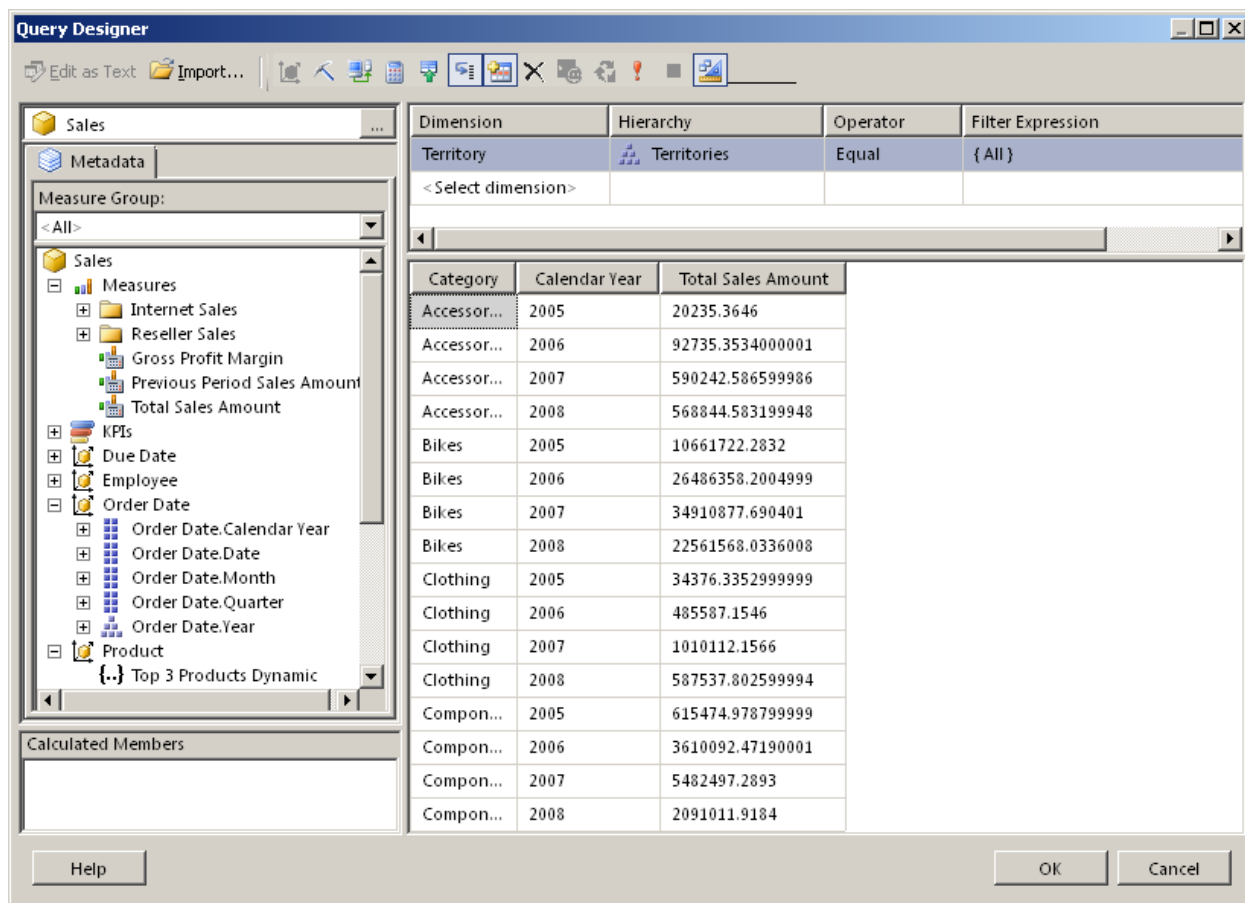 Query Designer
Edit as Text Import...
Sales ...
Metadata
Measure Group:
<All>
Sales
Measures
Internet Sales
Reseller Sales
Gross Profit Margin
Previous Period Sales Amount
Total Sales Amount
KPIs
Due Date
Employee
Order Date
Order Date.Calendar Year
Order Date.Date
Order Date.Month
Order Date.Quarter
Order Date.Year
Product
{..} Top 3 Products Dynamic
Calculated Members
Dimension Hierarchy Operator Filter Expression
Territory Territories Equal { All }
<Select dimension>
Category Calendar Year Total Sales Amount
Accessor... 2005 20235.3646
Accessor... 2006 92735.3534000001
Accessor... 2007 590242.586599986
Accessor... 2008 568844.583199948
Bikes 2005 10661722.2832
Bikes 2006 26486358.2004999
Bikes 2007 34910877.690401
Bikes 2008 22561568.0336008
Clothing 2005 34376.3352999999
Clothing 2006 485587.1546
Clothing 2007 1010112.1566
Clothing 2008 587537.802599994
Compon... 2005 615474.978799999
Compon... 2006 3610092.47190001
Compon... 2007 5482497.2893
Compon... 2008 2091011.9184
Help OK Cancel